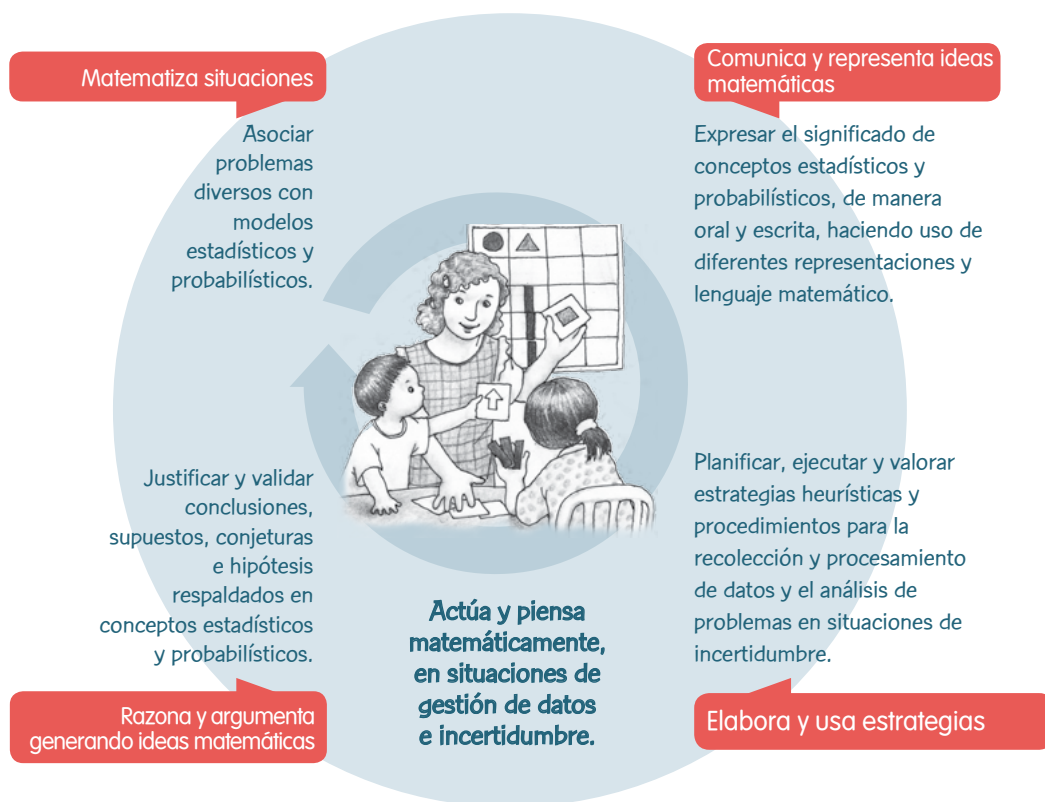 Matematiza situaciones
Asociar
problemas
diversos con
modelos
estadísticos y
probabilísticos.
Comunica y representa ideas
matemáticas
Expresar el significado de
conceptos estadísticos y
probabilísticos, de manera
oral y escrita, haciendo uso de
diferentes representaciones y
lenguaje matemático.
Justificar y validar
conclusiones,
supuestos, conjeturas
e hipótesis
respaldados en
conceptos estadísticos
y probabilísticos.
Razona y argumenta
generando ideas matemáticas
Actúa y piensa
matemáticamente,
en situaciones de
gestión de datos
e incertidumbre.
Planificar, ejecutar y valorar
estrategias heurísticas y
procedimientos para la
recolección y procesamiento
de datos y el análisis de
problemas en situaciones de
incertidumbre.
Elabora y usa estrategias